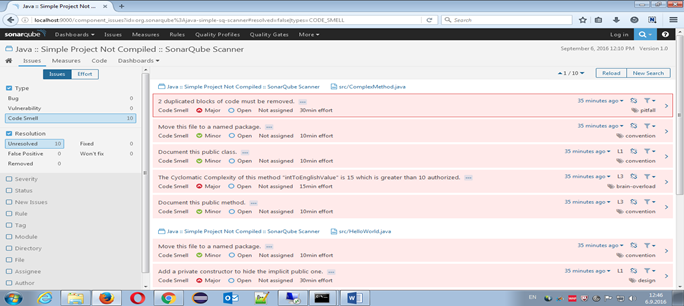 Java :: Simple Project Not ... ×
localhost:9000/component_issues?id=org.sonarqube%3Ajava-simple-sq-scanner#resolved=false|types=CODE_SMELL
Search
sonarqube Dashboards Issues Measures Rules Quality Profiles Quality Gates More Log in
Java :: Simple Project Not Compiled :: SonarQube Scanner
September 6, 2016 12:10 PM Version 1.0
Issues Measures Code Dashboards
Issues Effort
1 / 10 Reload New Search
Type
Bug 0
Vulnerability 0
Code Smell 10
Resolution
Unresolved 10 Fixed 0
False Positive 0 Won't fix 0
Removed 0
Severity
Status
New Issues
Rule
Tag
Module
Directory
File
Assignee
Author
Java :: Simple Project Not Compiled :: SonarQube Scanner src/ComplexMethod.java
2 duplicated blocks of code must be removed. 35 minutes ago
Code Smell Major Open Not assigned 30min effort pitfall
Move this file to a named package. 35 minutes ago
Code Smell Minor Open Not assigned 10min effort convention
Document this public class. 35 minutes ago L1
Code Smell Minor Open Not assigned 10min effort convention
The Cyclomatic Complexity of this method "intToEnglishValue" is 15 which is greater than 10 authorized. 35 minutes ago L3
Code Smell Major Open Not assigned 15min effort brain-overload
Document this public method. 35 minutes ago L3
Code Smell Minor Open Not assigned 10min effort convention
Java :: Simple Project Not Compiled :: SonarQube Scanner src/HelloWorld.java
Move this file to a named package. 35 minutes ago
Code Smell Minor Open Not assigned 10min effort convention
Add a private constructor to hide the implicit public one. 35 minutes ago L1
Code Smell Major Open Not assigned 30min effort design
EN 12:46
6.9.2016